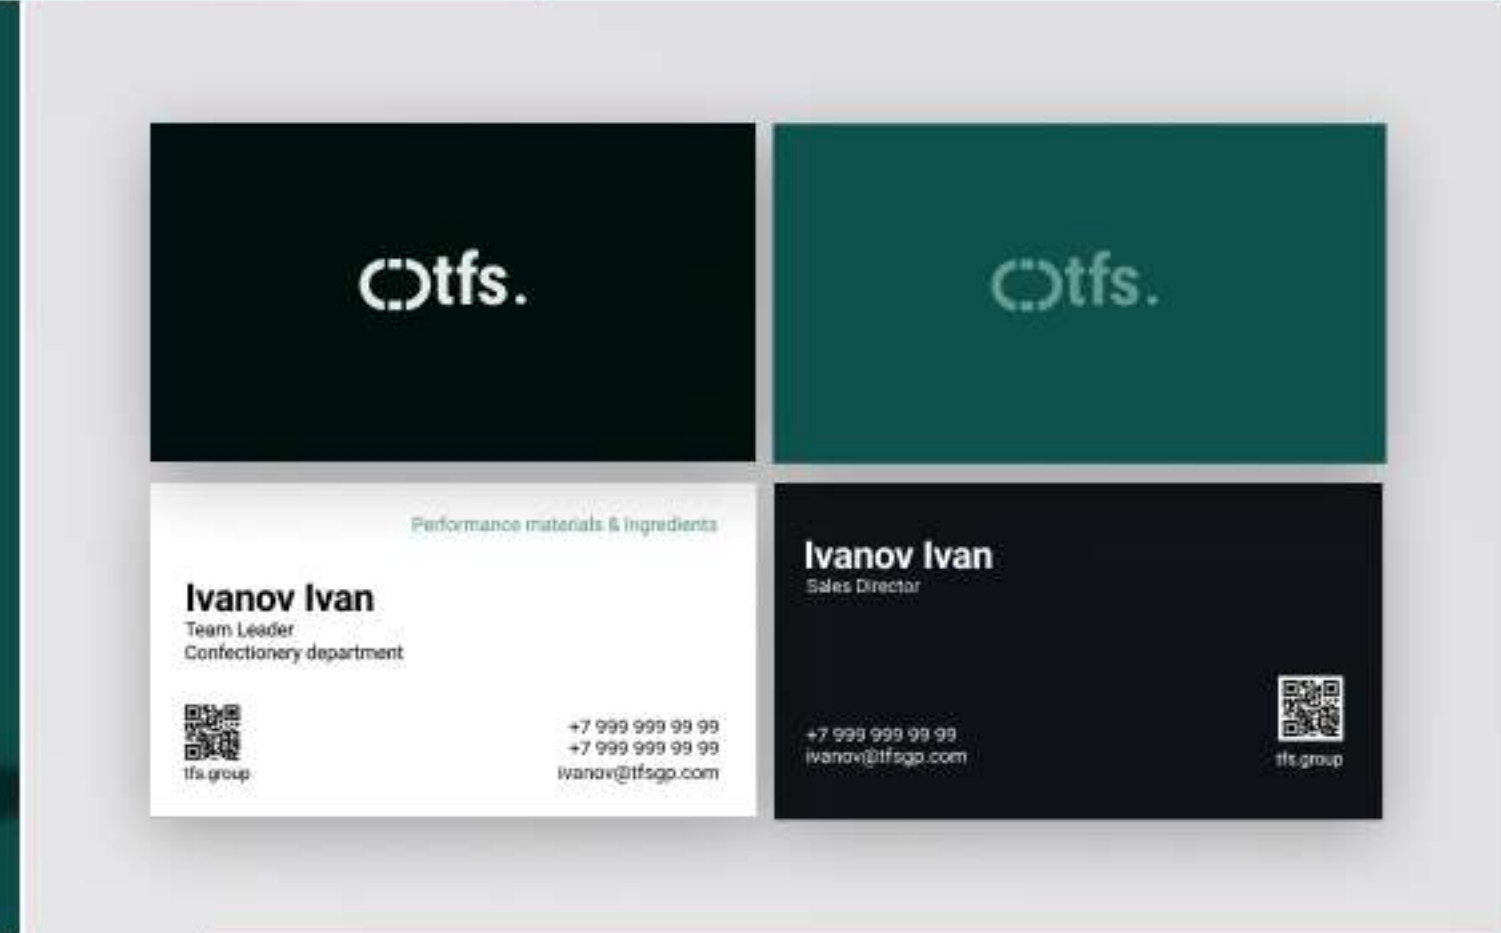 tfs.
tfs.
Performance materials & ingredients
Ivanov Ivan
Team Leader
Confectionery department
tfs.group
+7 999 999 99 99
+7 999 999 99 99
ivanov@tfsgp.com
Ivanov Ivan
Sales Director
+7 999 999 99 99
ivanov@tfsgp.com
tfs.group